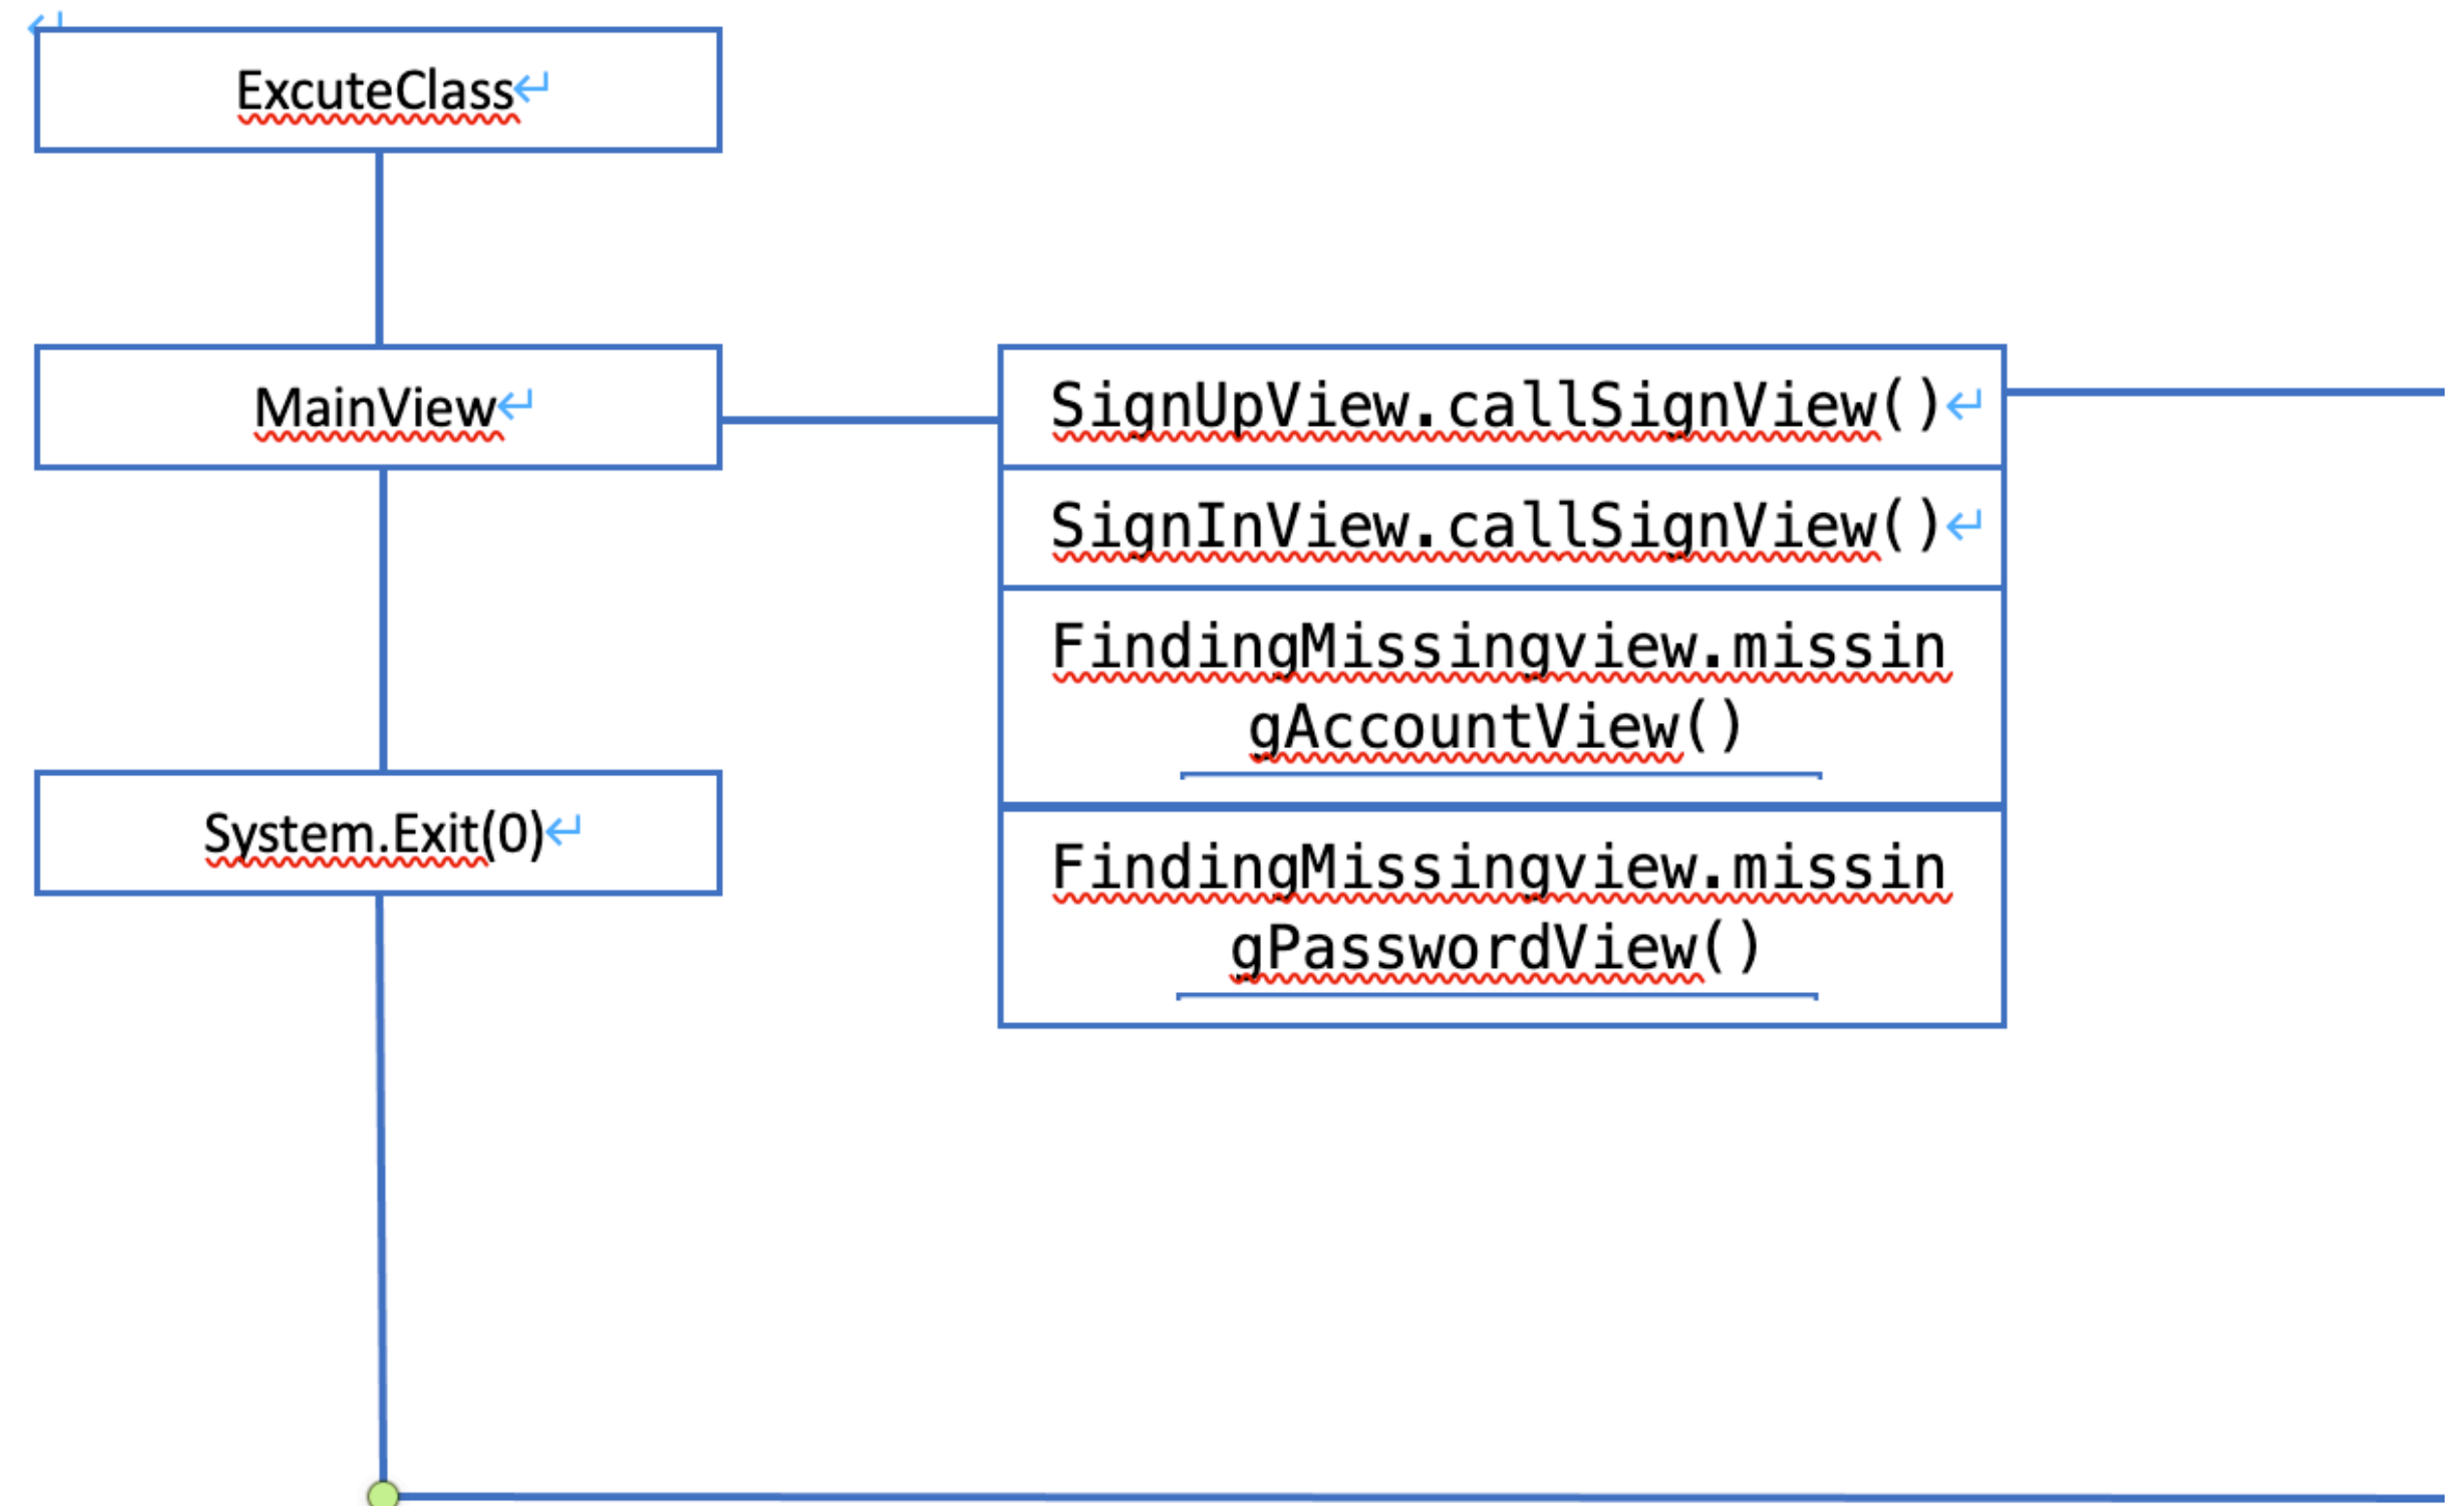 ExcuteClass
MainView
SignUpView.callSignView()
SignInView.callSignView()
FindingMissingview.missin
gAccountView()
System.Exit(0)
FindingMissingview.missin
gPasswordView()